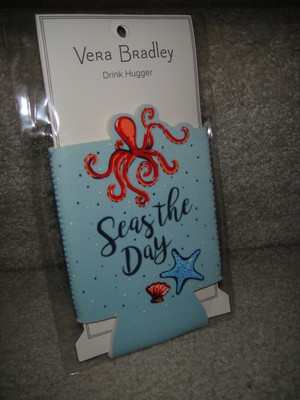 Vera Bradley
Drink Hugger
Seas the
Day